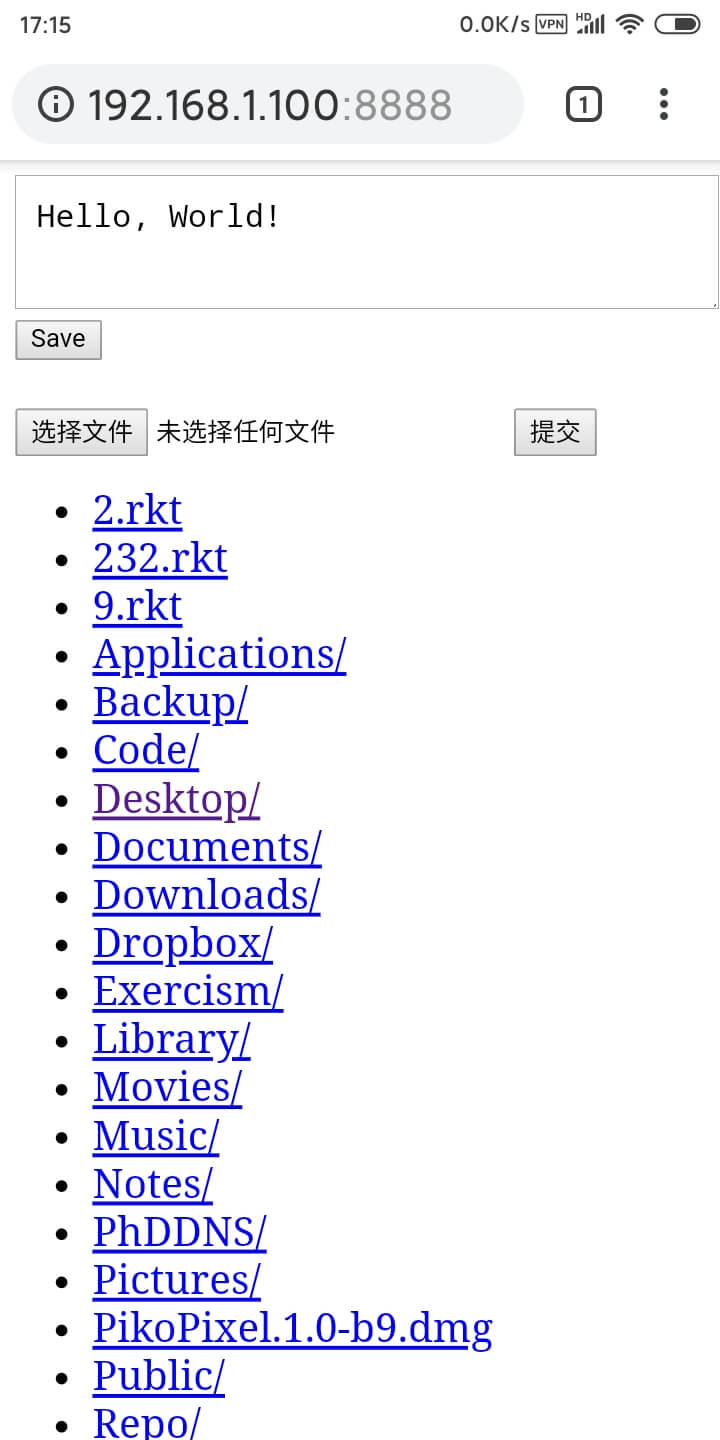 17:15 0.0K/s VPN HD
192.168.1.100:8888 1
Hello, World!
Save
选择文件 未选择任何文件 提交
2.rkt
232.rkt
9.rkt
Applications/
Backup/
Code/
Desktop/
Documents/
Downloads/
Dropbox/
Exercism/
Library/
Movies/
Music/
Notes/
PhDDNS/
Pictures/
PikoPixel.1.0-b9.dmg
Public/
Repo/